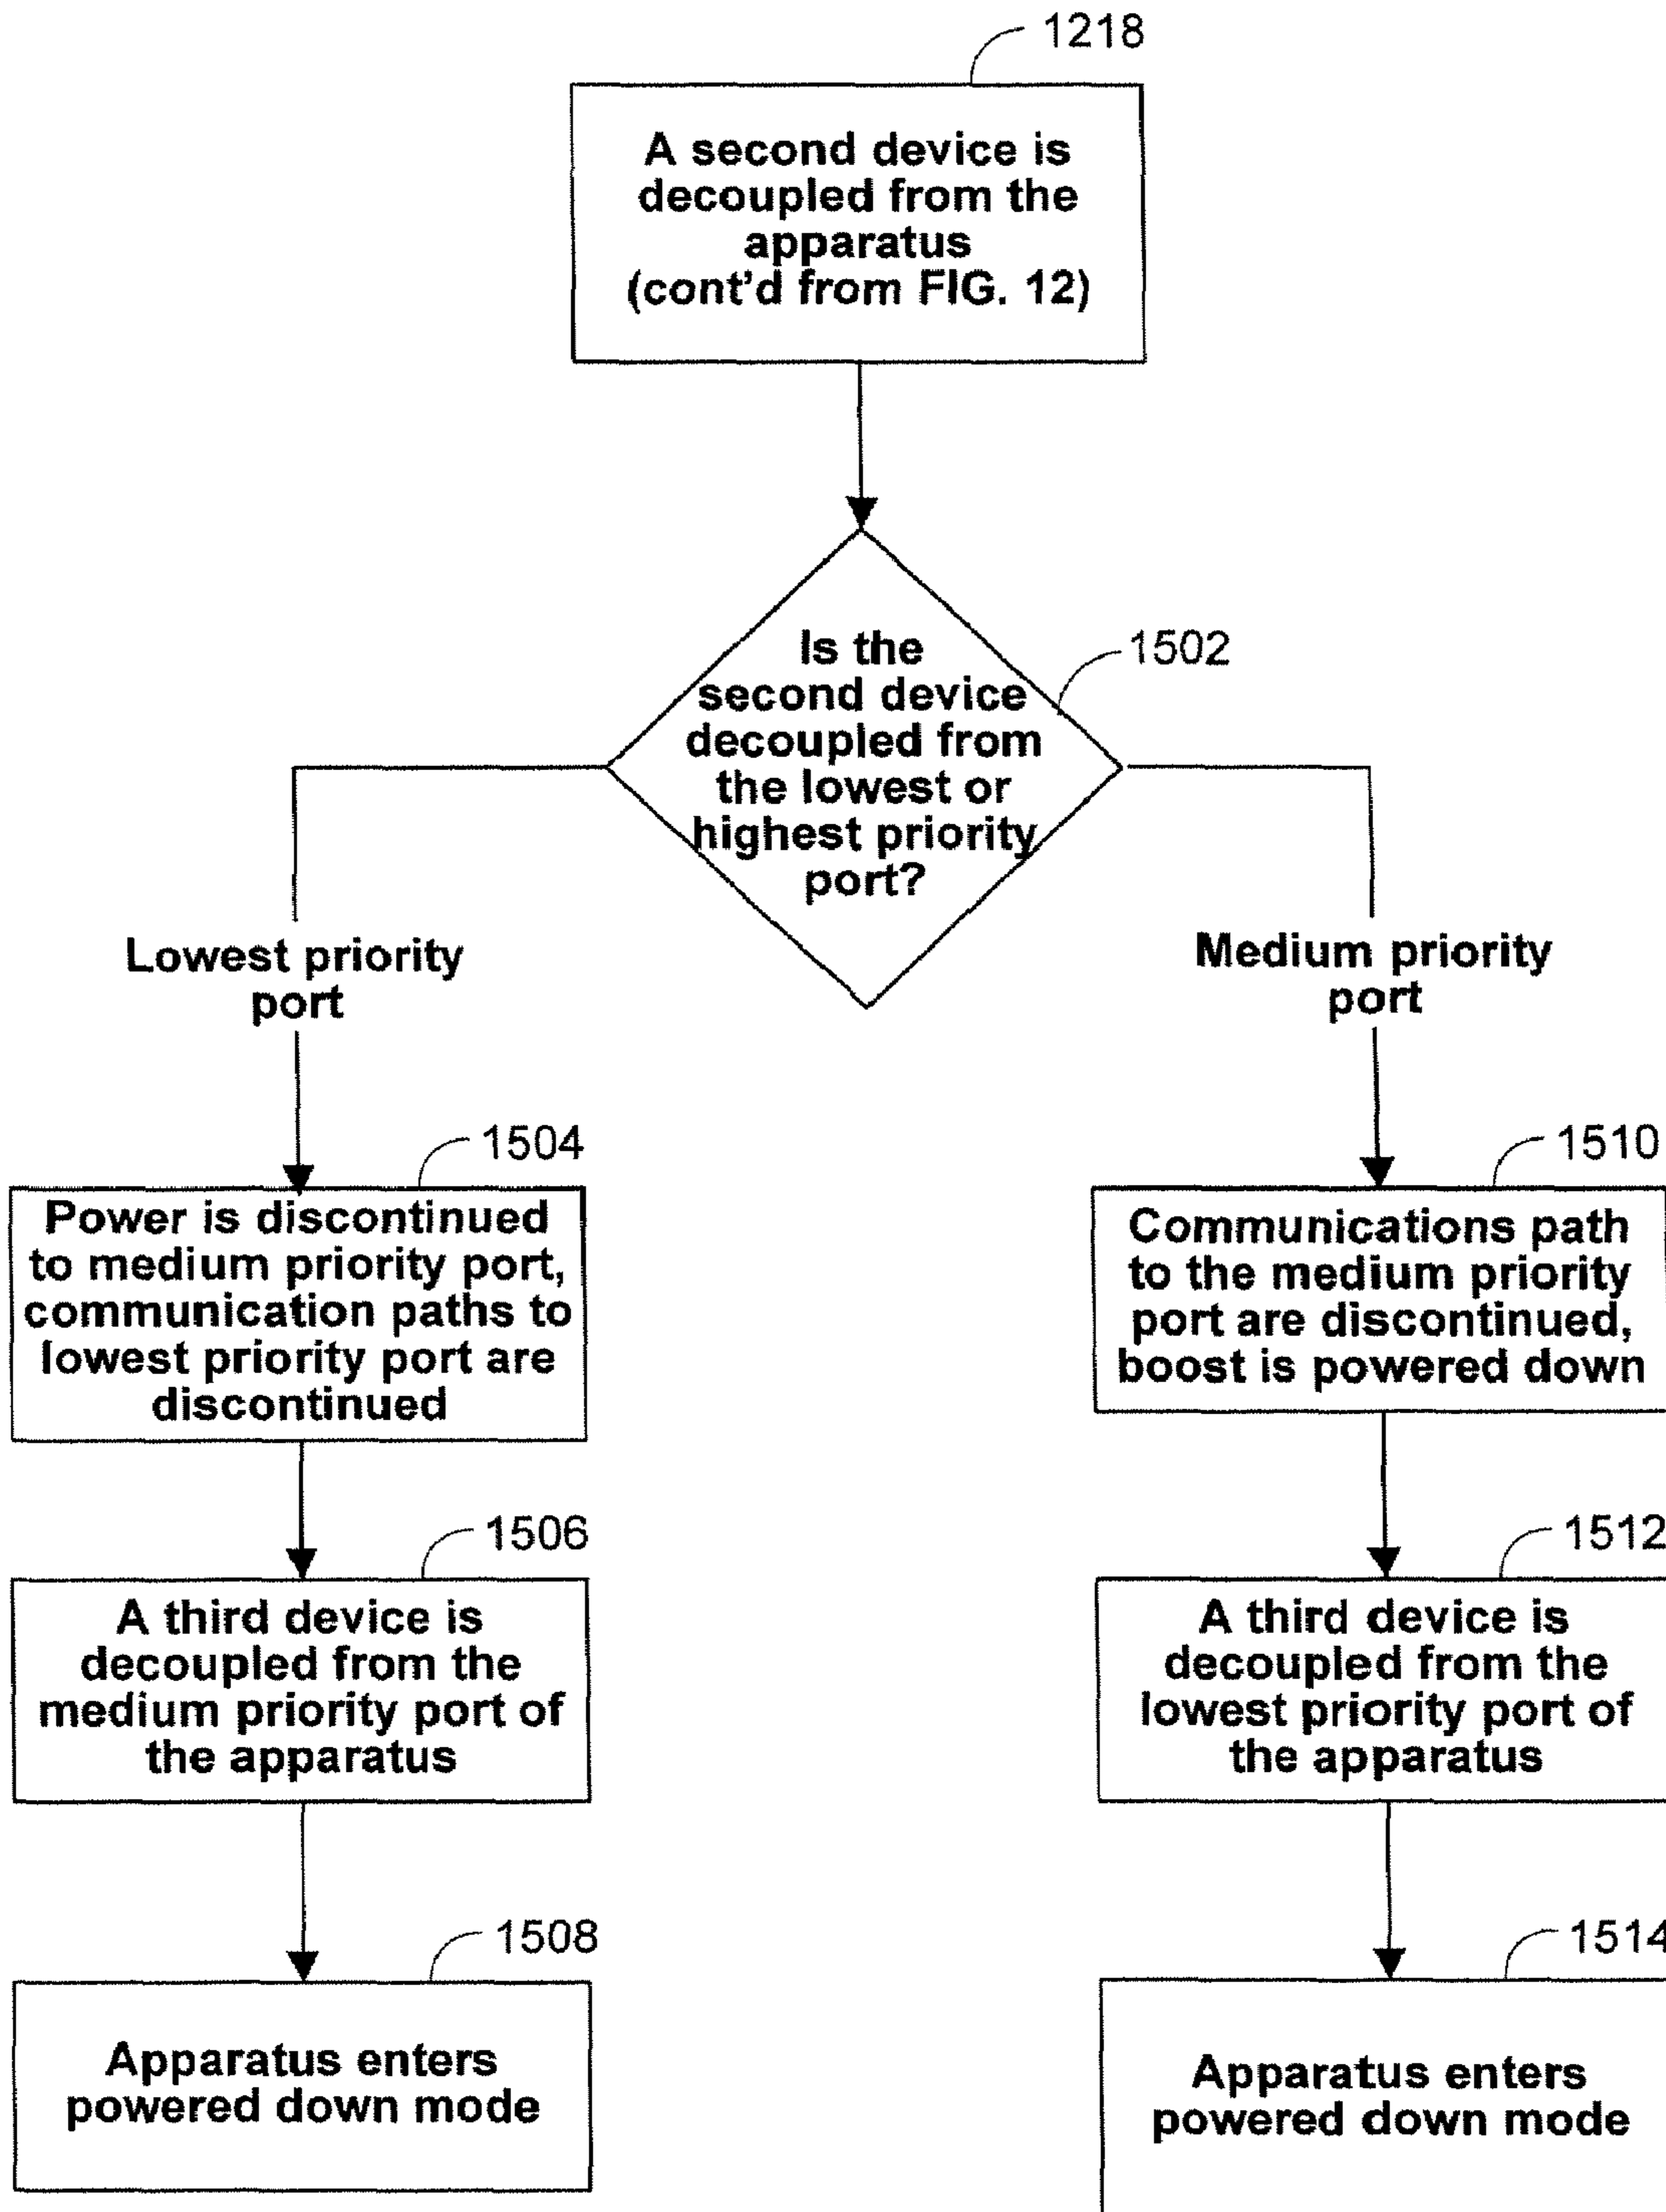 1218
A second device is
decoupled from the
apparatus
(cont'd from FIG. 12)
1502
Is the
second device
decoupled from
the lowest or
highest priority
port?
Lowest priority
port
Medium priority
port
1504
Power is discontinued
to medium priority port,
communication paths to
lowest priority port are
discontinued
1510
Communications path
to the medium priority
port are discontinued,
boost is powered down
1506
A third device is
decoupled from the
medium priority port of
the apparatus
1512
A third device is
decoupled from the
lowest priority port of
the apparatus
1508
Apparatus enters
powered down mode
1514
Apparatus enters
powered down mode